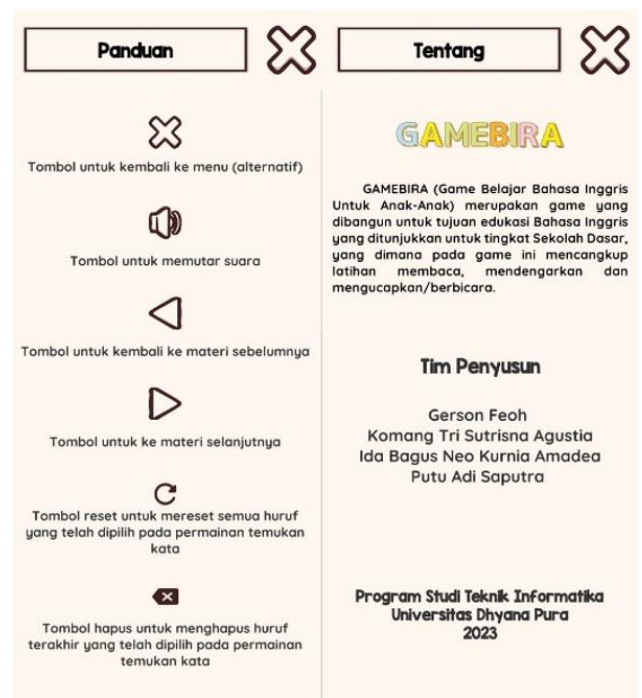 Panduan
Tombol untuk kembali ke menu (alternatif)
Tombol untuk memutar suara
Tombol untuk kembali ke materi sebelumnya
Tombol untuk ke materi selanjutnya
Tombol reset untuk mereset semua huruf
yang telah dipilih pada permainan temukan
kata
Tombol hapus untuk menghapus huruf
terakhir yang telah dipilih pada permainan
temukan kata
Tentang
GAMEBIRA
GAMEBIRA (Game Belajar Bahasa Inggris
Untuk Anak-Anak) merupakan game yang
dibangun untuk tujuan edukasi Bahasa Inggris
yang ditunjukkan untuk tingkat Sekolah Dasar,
yang dimana pada game ini mencangkup
latihan membaca, mendengarkan dan
mengucapkan/berbicara.
Tim Penyusun
Gerson Feoh
Komang Tri Sutrisna Agustia
Ida Bagus Neo Kurnia Amadea
Putu Adi Saputra
Program Studi Teknik Informatika
Universitas Dhyana Pura
2023